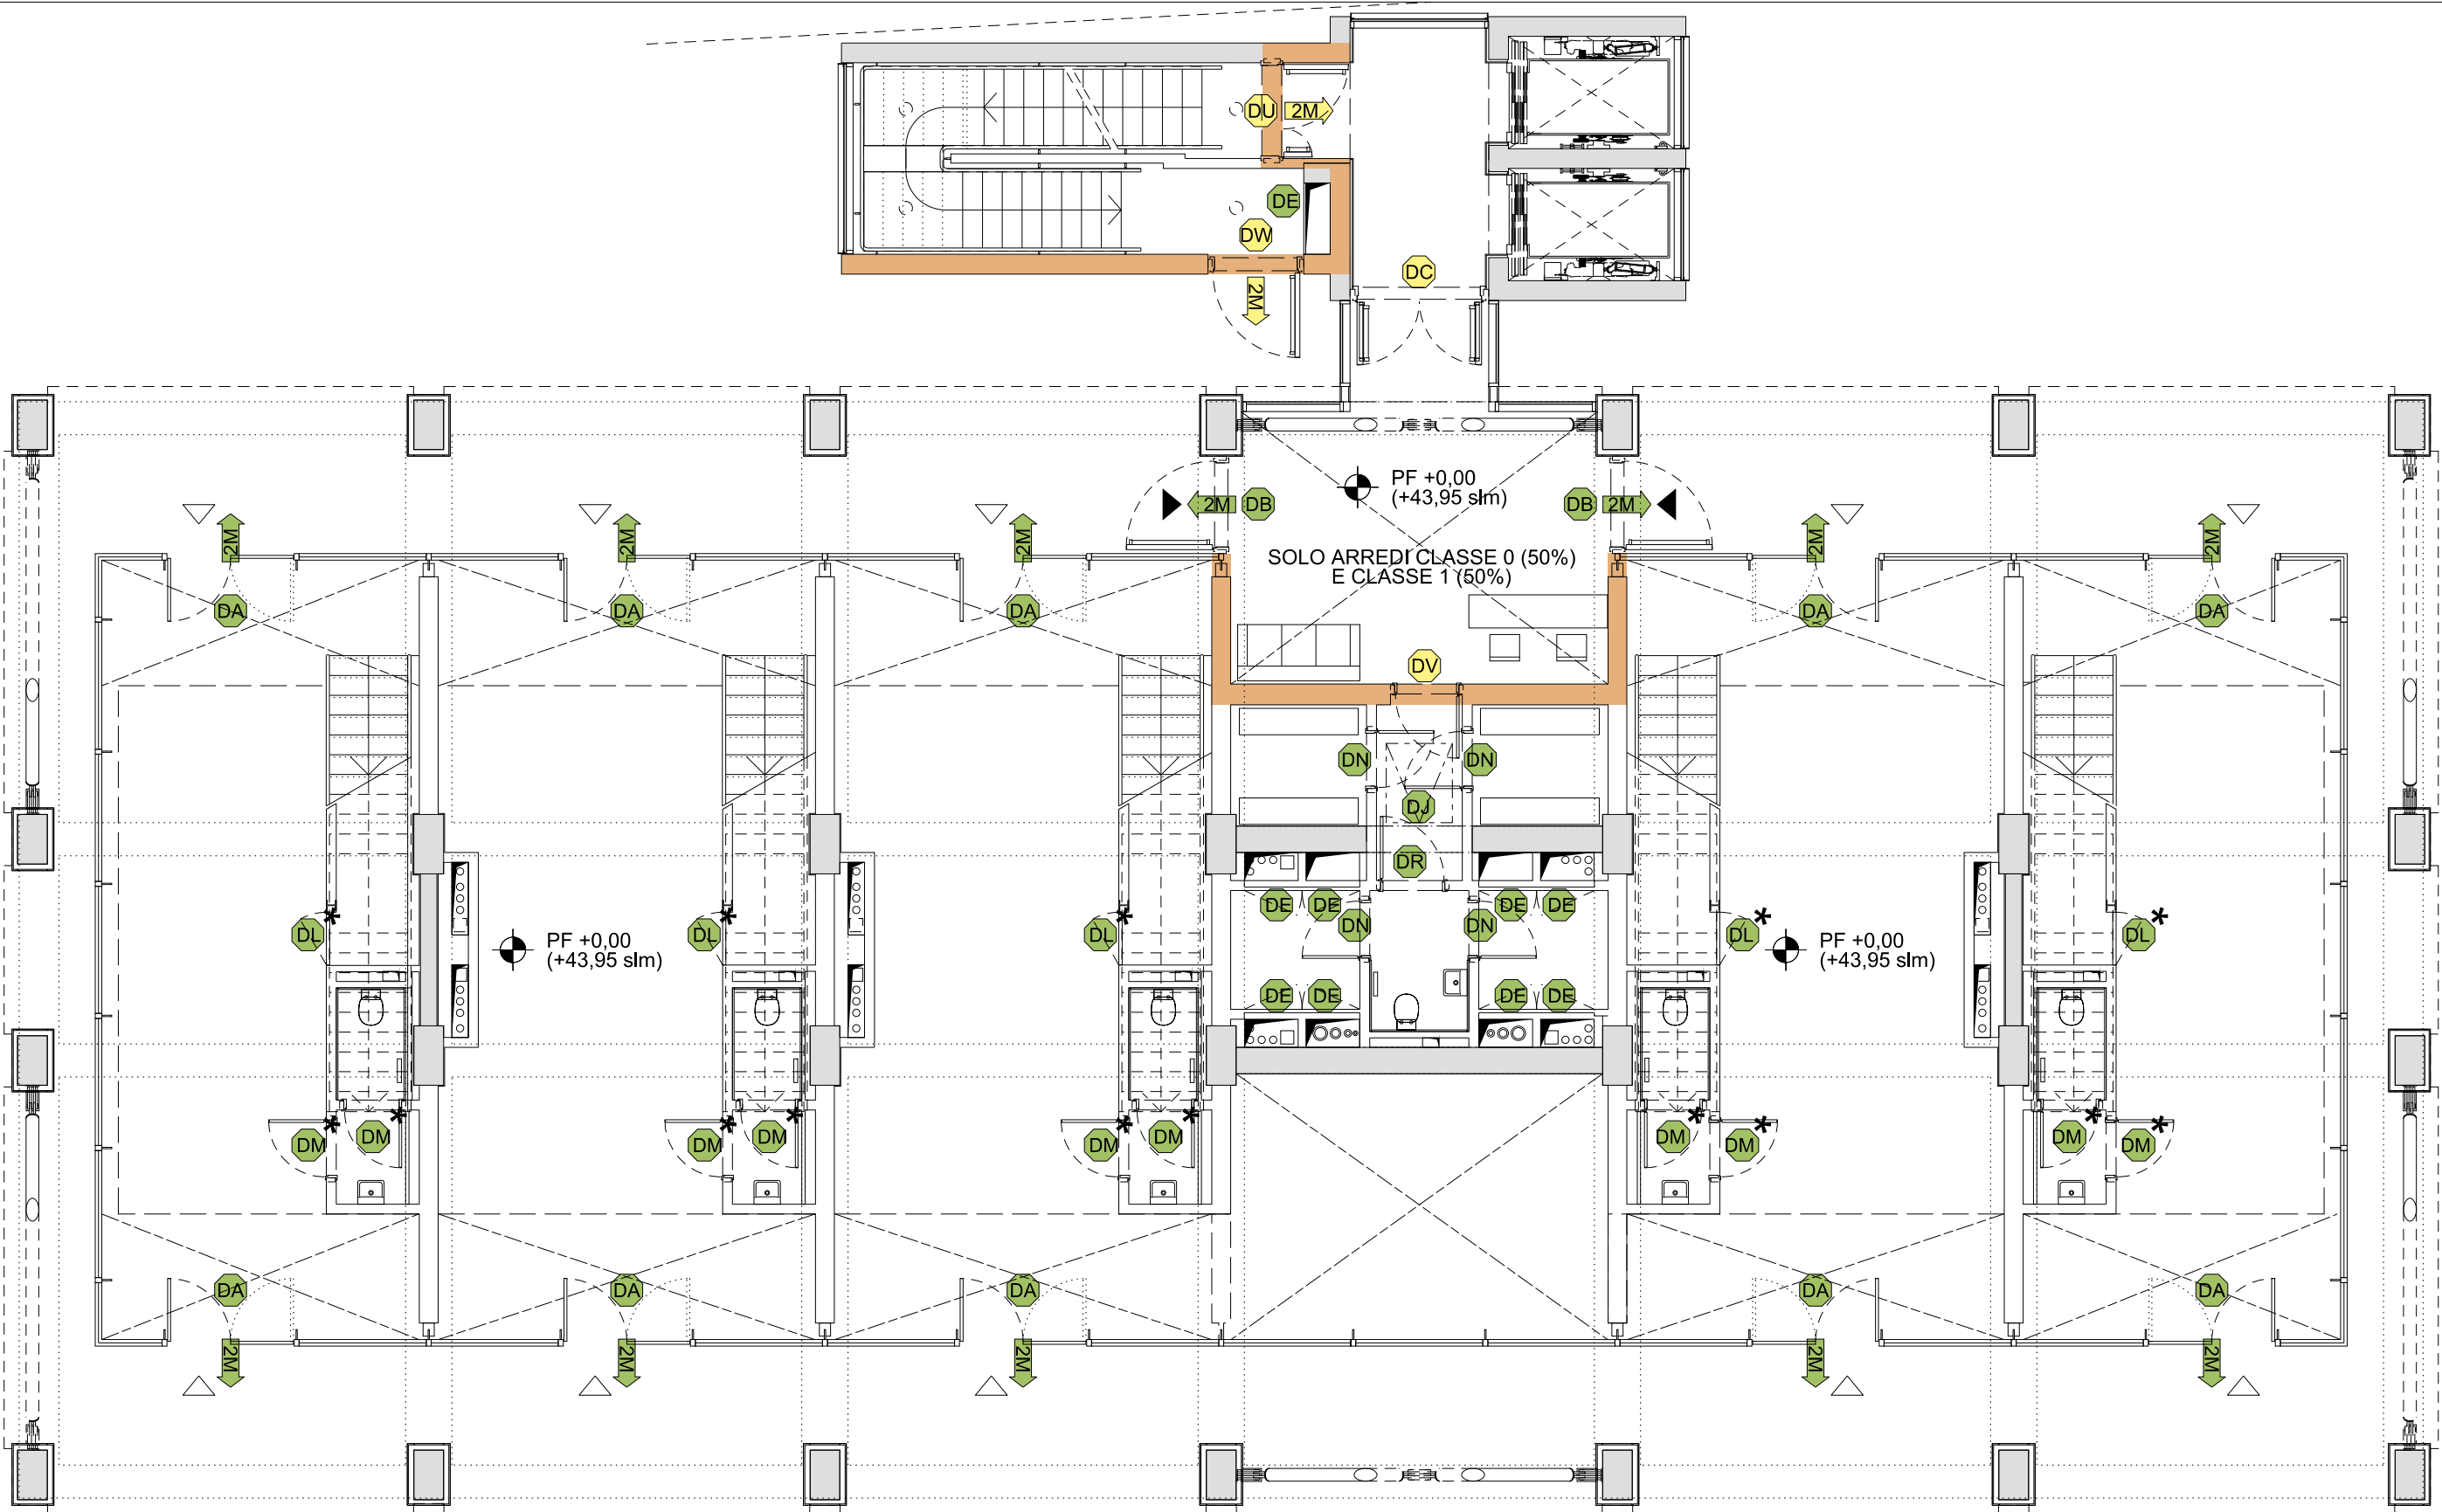 DU 2M
DE
DW
2M
DC
PF +0,00
(+43,95 slm)
2M DB
DB 2M
2M 2M 2M 2M 2M
SOLO ARREDI CLASSE 0 (50%)
E CLASSE 1 (50%)
DA DA DA DA DA
DV
DN DN
DJ
DR
DE DE DE DE
DN DN
DL* DL* DL* DL* DL*
PF +0,00
(+43,95 slm)
PF +0,00
(+43,95 slm)
DE DE DE DE
DM* DM* DM* DM* DM* DM* DM* DM* DM* DM*
DA DA DA DA DA
2M 2M 2M 2M 2M